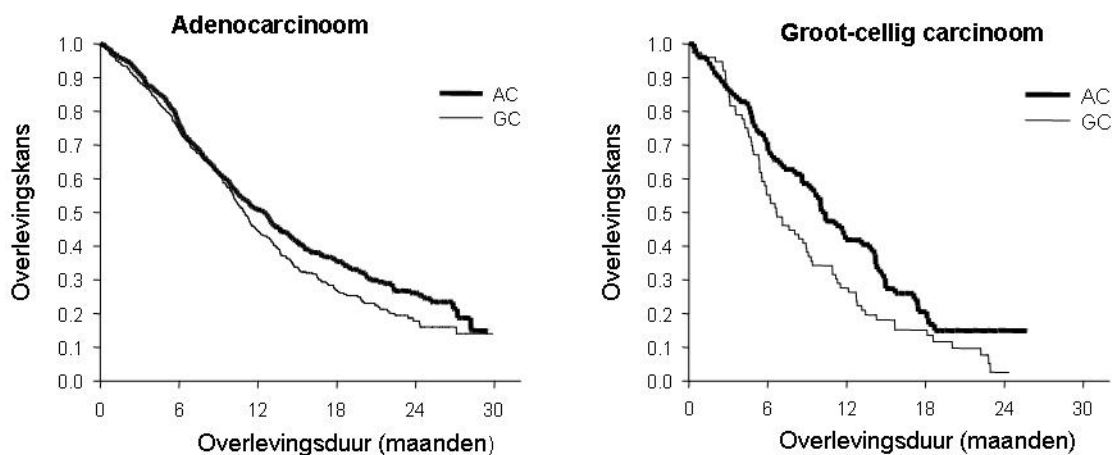 Adenocarcinoom
1.0
0.9
0.8
0.7
0.6
0.5
0.4
0.3
0.2
0.1
0.0
Overlevingskans
AC
GC
0 6 12 18 24 30
Overlevingsduur (maanden)
Groot-cellig carcinoom
1.0
0.9
0.8
0.7
0.6
0.5
0.4
0.3
0.2
0.1
0.0
Overlevingskans
AC
GC
0 6 12 18 24 30
Overlevingsduur (maanden)